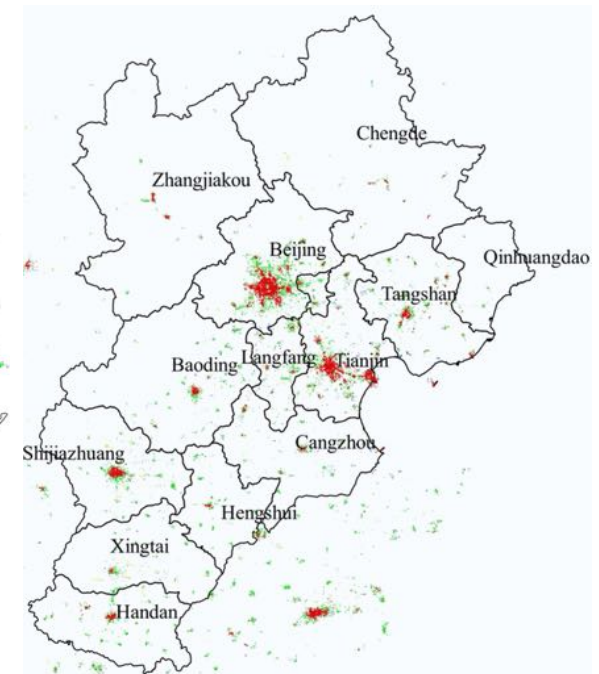 Chengde
Zhangjiakou
Beijing
Qinhuangdao
Tangshan
Baoding
Langfang
Tianjin
Cangzhou
Shijiazhuang
Hengshui
Xingtai
Handan